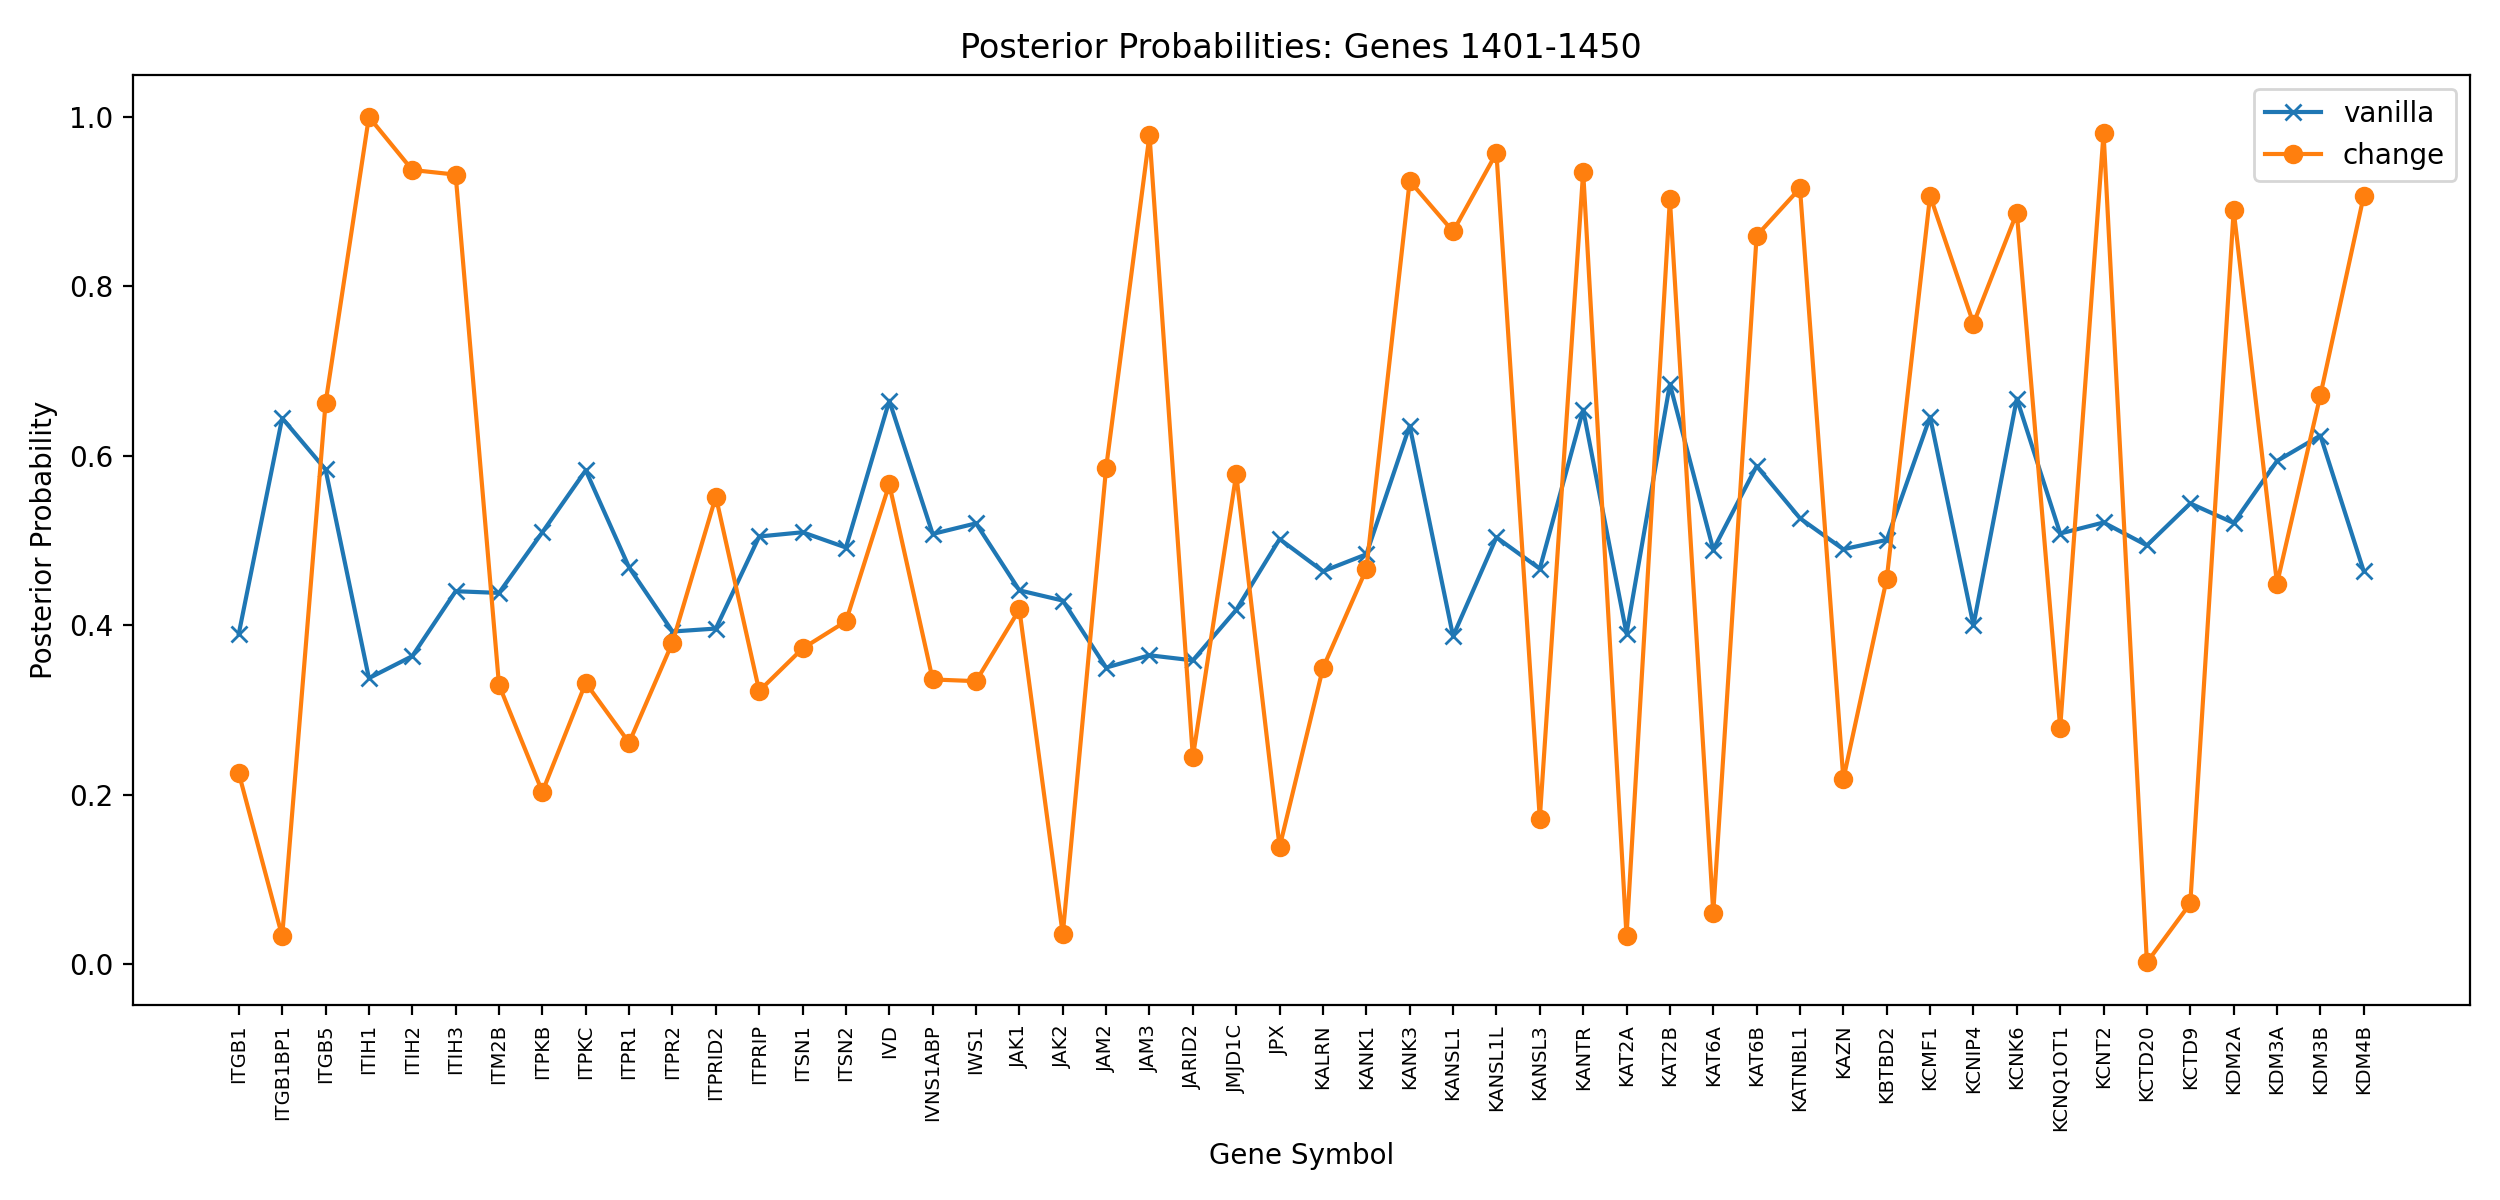 Posterior Probabilities: Genes 1401-1450
vanilla
change
Posterior Probability
1.0
0.8
0.6
0.4
0.2
0.0
ITGB1
ITGB1BP1
ITGB5
ITIH1
ITIH2
ITIH3
ITM2B
ITPKB
ITPKC
ITPR1
ITPR2
ITPRID2
ITPRIP
ITSN1
ITSN2
IVD
IVNS1ABP
IWS1
JAK1
JAK2
JAM2
JAM3
JARID2
JMJD1C
JPX
KALRN
KANK1
KANK3
KANSL1
KANSL1L
KANSL3
KANTR
KAT2A
KAT2B
KAT6A
KAT6B
KATNBL1
KAZN
KBTBD2
KCMF1
KCNIP4
KCNK6
KCNQ1OT1
KCNT2
KCTD20
KCTD9
KDM2A
KDM3A
KDM3B
KDM4B
Gene Symbol